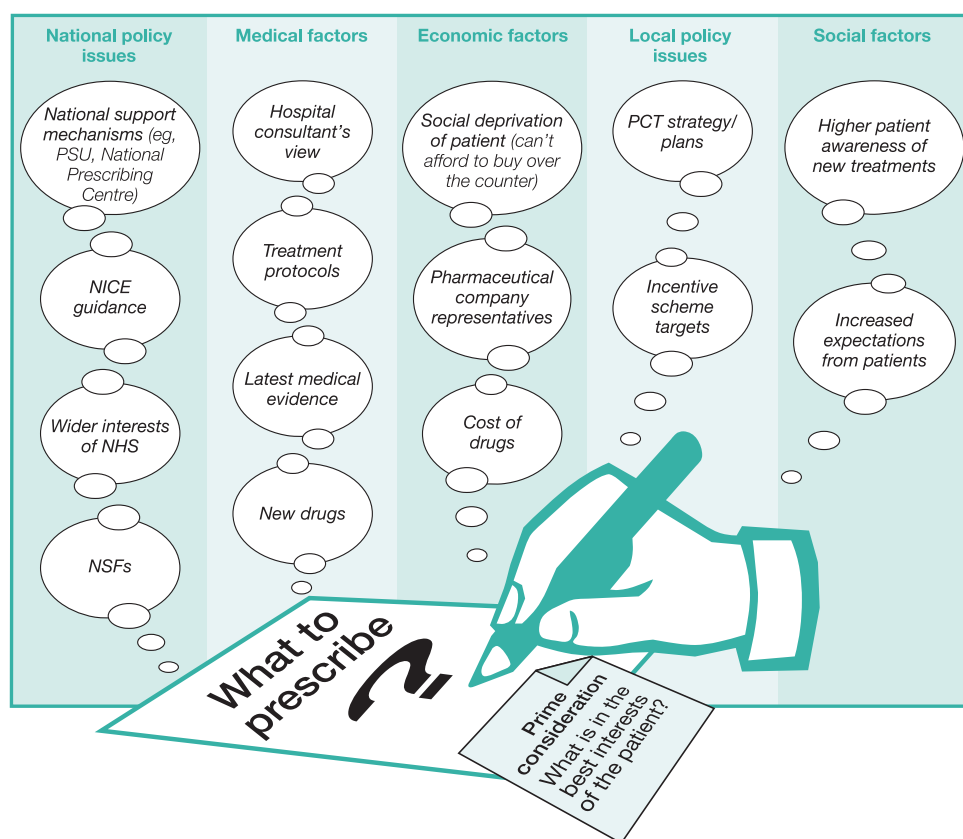 National policy
issues
National support
mechanisms (eg,
PSU, National
Prescribing
Centre)
NICE
guidance
Wider interests
of NHS
NSFs
Medical factors
Hospital
consultant's
view
Treatment
protocols
Latest medical
evidence
New drugs
Economic factors
Social deprivation
of patient (can't
afford to buy over
the counter)
Pharmaceutical
company
representatives
Cost of
drugs
Local policy
issues
PCT strategy/
plans
Incentive
scheme
targets
Social factors
Higher patient
awareness of
new treatments
Increased
expectations
from patients
What to
prescribe
?
Prime
consideration
What is in the
best interests
of the patient?